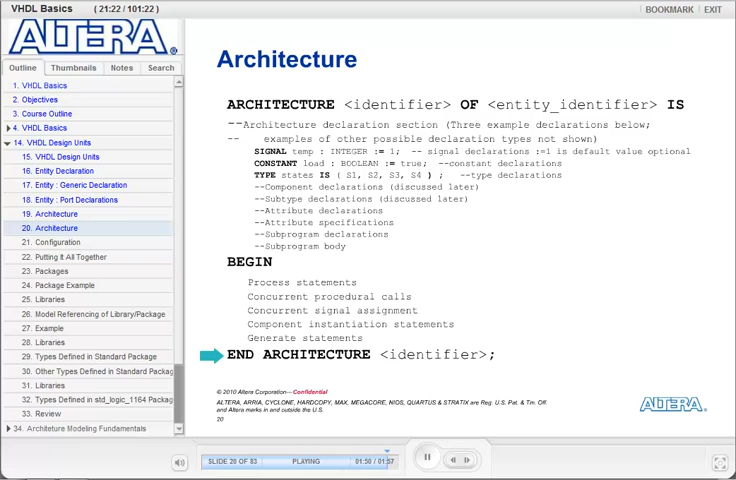 VHDL Basics ( 21:22 / 101:22 )
BOOKMARK | EXIT
ALTERA®
Outline Thumbnails Notes Search
1. VHDL Basics
2. Objectives
3. Course Outline
4. VHDL Basics
14. VHDL Design Units
15. VHDL Design Units
16. Entity Declaration
17. Entity : Generic Declaration
18. Entity : Port Declarations
19. Architecture
20. Architecture
21. Configuration
22. Putting It All Together
23. Packages
24. Package Example
25. Libraries
26. Model Referencing of Library/Package
27. Example
28. Libraries
29. Types Defined in Standard Package
30. Other Types Defined in Standard Packag
31. Libraries
32. Types Defined in std_logic_1164 Packag
33. Review
34. Architeture Modeling Fundamentals
Architecture
ARCHITECTURE <identifier> OF <entity_identifier> IS
--Architecture declaration section (Three example declarations below;
-- examples of other possible declaration types not shown)
SIGNAL temp : INTEGER := 1; -- signal declarations :=1 is default value optional
CONSTANT load : BOOLEAN := true; --constant declarations
TYPE states IS ( S1, S2, S3, S4 ) ; --type declarations
--Component declarations (discussed later)
--Subtype declarations (discussed later)
--Attribute declarations
--Attribute specifications
--Subprogram declarations
--Subprogram body
BEGIN
Process statements
Concurrent procedural calls
Concurrent signal assignment
Component instantiation statements
Generate statements
END ARCHITECTURE <identifier>;
© 2010 Altera Corporation—Confidential
ALTERA, ARRIA, CYCLONE, HARDCOPY, MAX, MEGACORE, NIOS, QUARTUS & STRATIX are Reg. U.S. Pat. & Tm. Off.
and Altera marks in and outside the U.S.
20
ALTERA®
SLIDE 20 OF 83 PLAYING 01:50 / 01:57